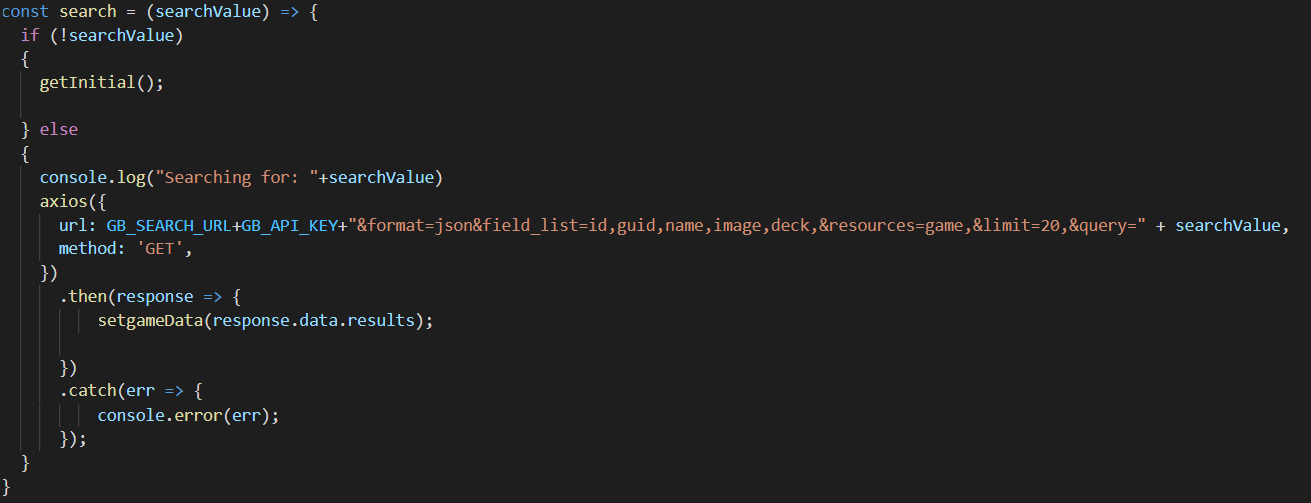 const search = (searchValue) => {
if (!searchValue)
{
getInitial();
} else
{
console.log("Searching for: "+searchValue)
axios({
url: GB_SEARCH_URL+GB_API_KEY+"&format=json&field_list=id,guid,name,image,deck,&resources=game,&limit=20,&query=" + searchValue,
method: 'GET',
})
.then(response => {
setgameData(response.data.results);
})
.catch(err => {
console.error(err);
});
}
}